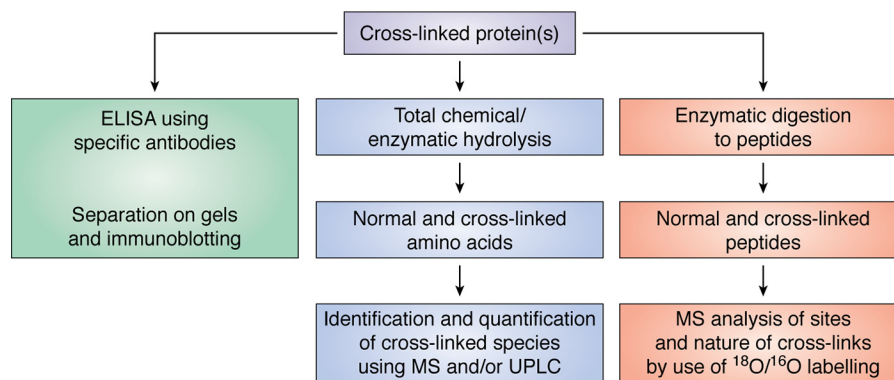 Cross-linked protein(s)
ELISA using
specific antibodies
Separation on gels
and immunoblotting
Total chemical/
enzymatic hydrolysis
Normal and cross-linked
amino acids
Identification and quantification
of cross-linked species
using MS and/or UPLC
Enzymatic digestion
to peptides
Normal and cross-linked
peptides
MS analysis of sites
and nature of cross-links
by use of ¹⁸O/¹⁶O labelling